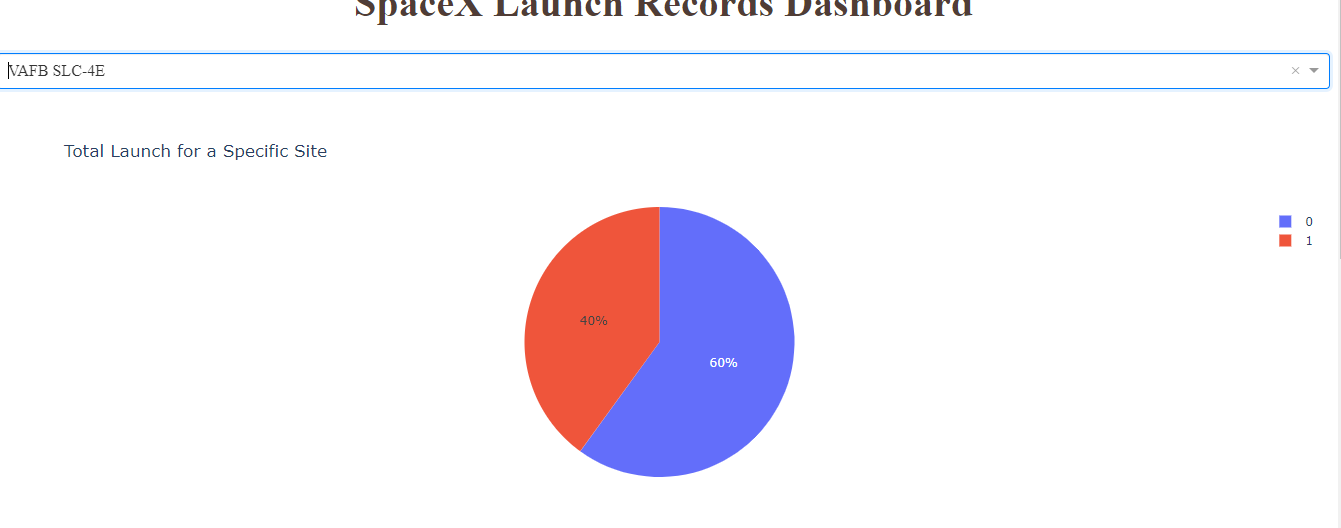 SpaceX Launch Records Dashboard
VAFB SLC-4E
Total Launch for a Specific Site
0
1
40%
60%